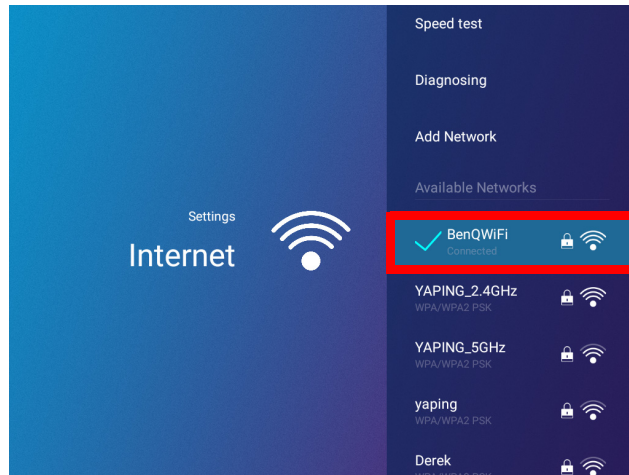 Speed test
Diagnosing
Add Network
Available Networks
Settings
Internet
BenQWiFi
Connected
YAPING_2.4GHz
WPA/WPA2 PSK
YAPING_5GHz
WPA/WPA2 PSK
yaping
WPA/WPA2 PSK
Derek